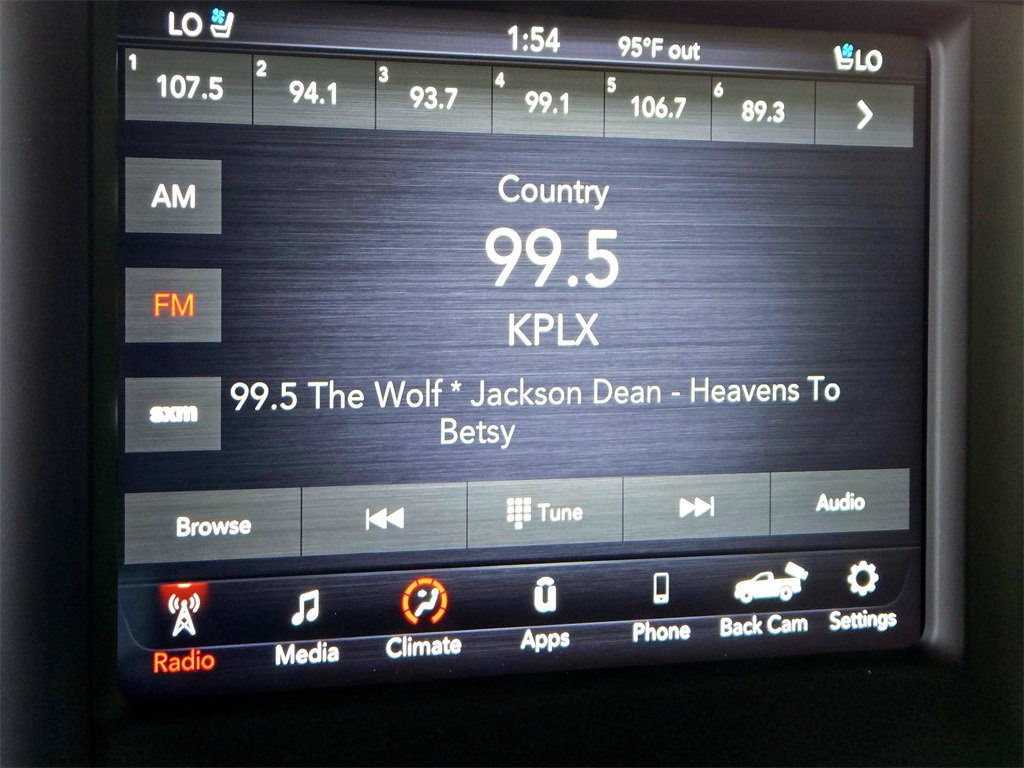 LO 1:54 95°F out LO
1 107.5 2 94.1 3 93.7 4 99.1 5 106.7 6 89.3
AM
Country
99.5
FM
KPLX
sxm
99.5 The Wolf * Jackson Dean - Heavens To
Betsy
Browse Tune Audio
Radio Media Climate Apps Phone Back Cam Settings